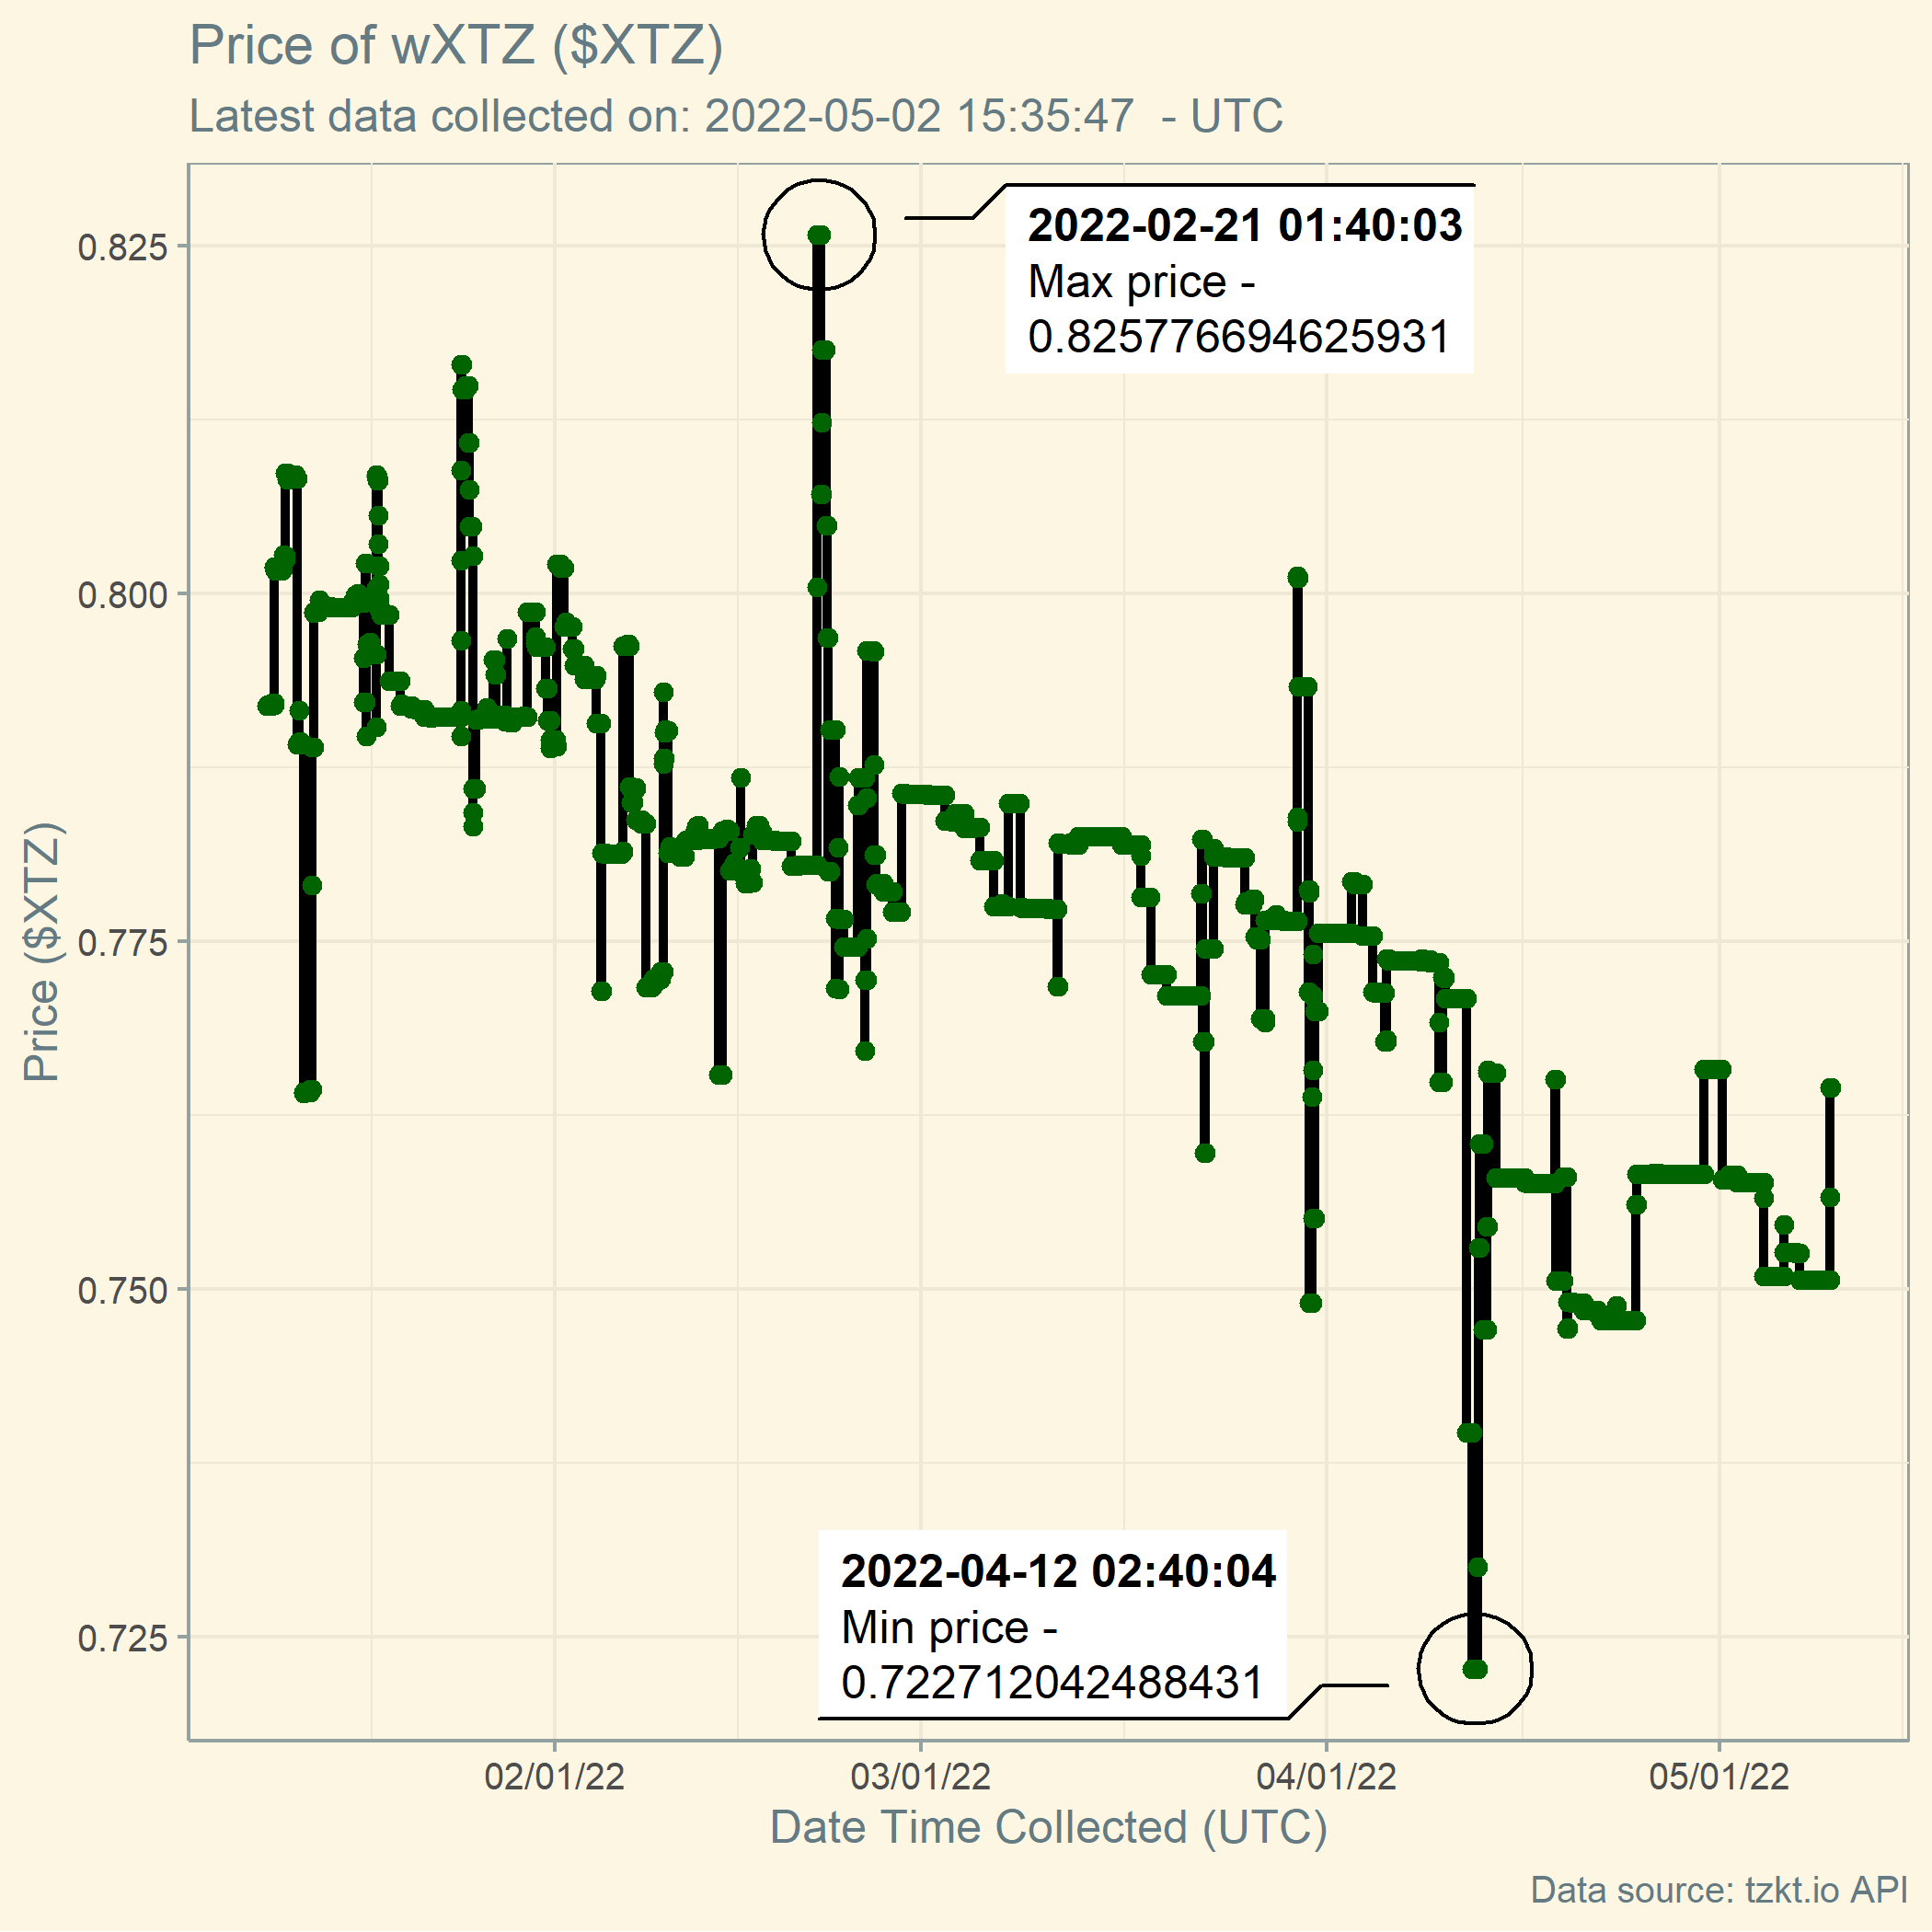 Price of wXTZ ($XTZ)
Latest data collected on: 2022-05-02 15:35:47  - UTC
2022-02-21 01:40:03
Max price -
0.825776694625931
0.825
0.800
0.775
0.750
0.725
Price ($XTZ)
2022-04-12 02:40:04
Min price -
0.722712042488431
02/01/22
03/01/22
04/01/22
05/01/22
Date Time Collected (UTC)
Data source: tzkt.io API